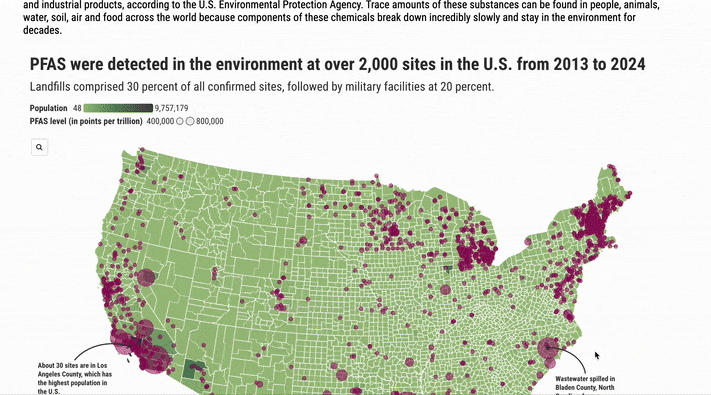 and industrial products, according to the U.S. Environmental Protection Agency. Trace amounts of these substances can be found in people, animals,
water, soil, air and food across the world because components of these chemicals break down incredibly slowly and stay in the environment for
decades.
PFAS were detected in the environment at over 2,000 sites in the U.S. from 2013 to 2024
Landfills comprised 30 percent of all confirmed sites, followed by military facilities at 20 percent.
Population 48 9,757,179
PFAS level (in points per trillion) 400,000 800,000
About 30 sites are in Los
Angeles County, which has
the highest population in
the U.S.
Wastewater spilled in
Bladen County, North